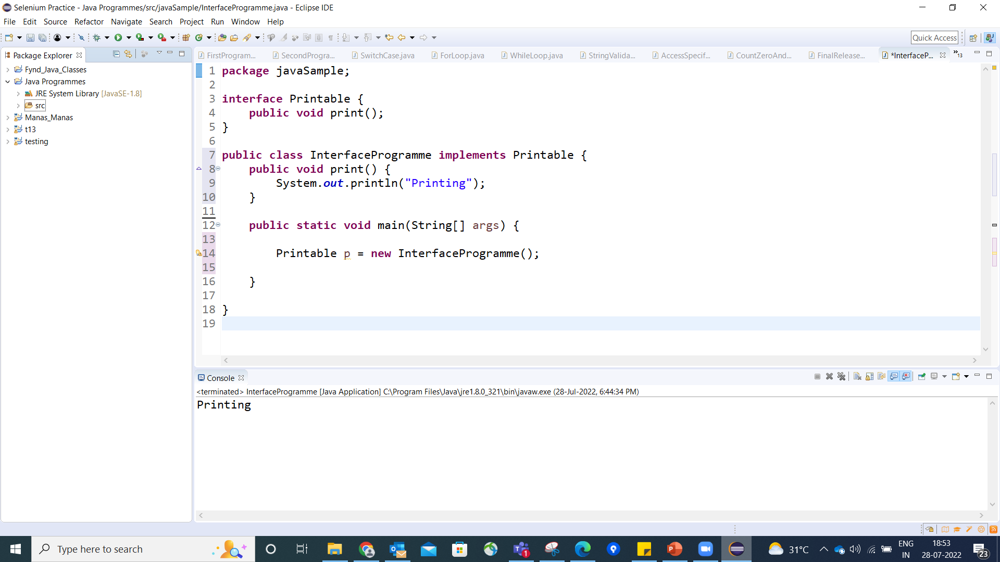 Selenium Practice - Java Programmes/src/javaSample/InterfaceProgramme.java - Eclipse IDE
File Edit Source Refactor Navigate Search Project Run Window Help
Quick Access
Package Explorer
Fynd_Java_Classes
Java Programmes
JRE System Library [JavaSE-1.8]
src
Manas_Manas
t13
testing
FirstProgram... SecondProgra... SwitchCase.java ForLoop.java WhileLoop.java StringValida... AccessSpecif... CountZeroAnd... FinalRelease... *InterfaceP... »13
1 package javaSample;
2
3 interface Printable {
4 public void print();
5 }
6
7 public class InterfaceProgramme implements Printable {
8 public void print() {
9 System.out.println("Printing");
10 }
11
12 public static void main(String[] args) {
13
14 Printable p = new InterfaceProgramme();
15
16 }
17
18 }
19
Console
<terminated> InterfaceProgramme [Java Application] C:\Program Files\Java\jre1.8.0_321\bin\javaw.exe (28-Jul-2022, 6:44:34 PM)
Printing
Type here to search
1
31°C
ENG
IN
18:53
28-07-2022
23